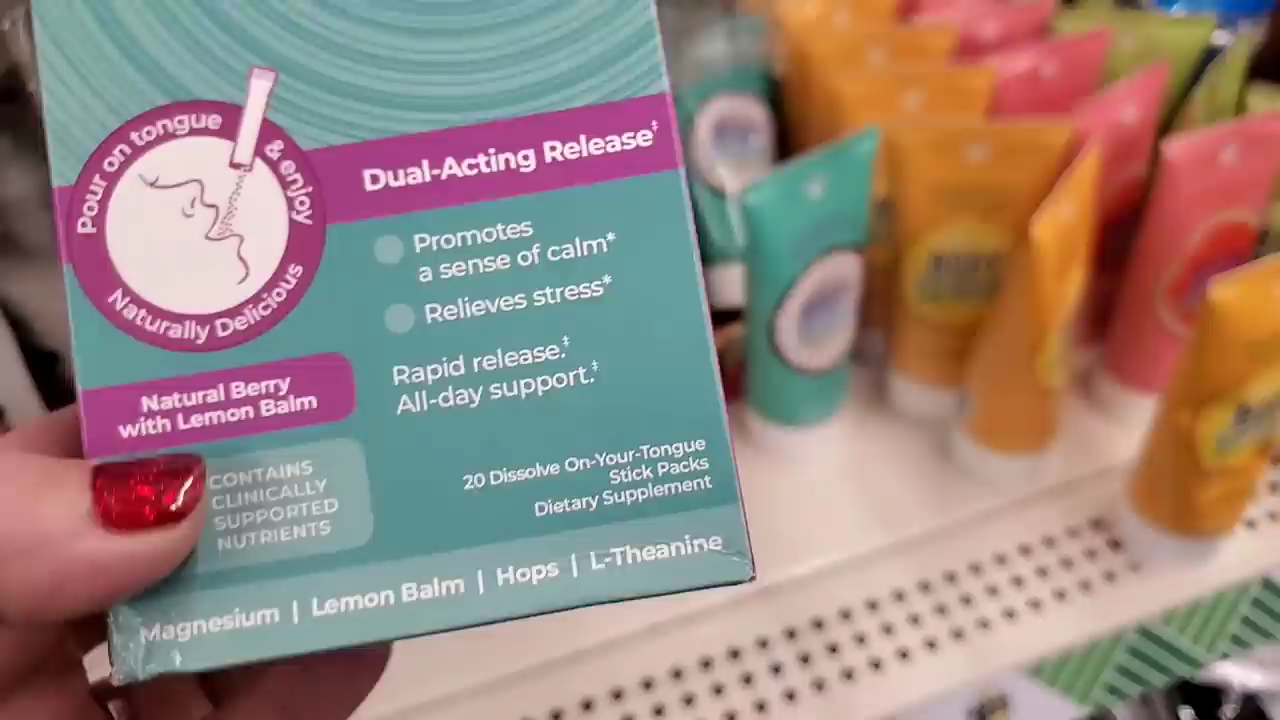 Pour on tongue
& enjoy
Naturally Delicious
Dual-Acting Release‡
Promotes
a sense of calm*
Relieves stress*
Rapid release.‡
All-day support.‡
Natural Berry
with Lemon Balm
CONTAINS
CLINICALLY
SUPPORTED
NUTRIENTS
20 Dissolve On-Your-Tongue
Stick Packs
Dietary Supplement
Magnesium | Lemon Balm | Hops | L-Theanine